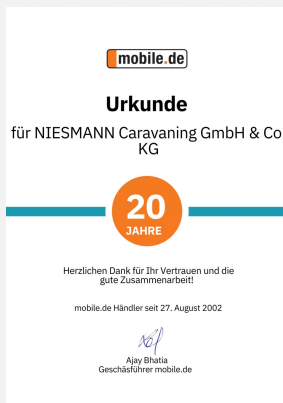 mobile.de
Urkunde
für NIESMANN Caravaning GmbH & Co
KG
20
JAHRE
Herzlichen Dank für Ihr Vertrauen und die
gute Zusammenarbeit!
mobile.de Händler seit 27. August 2002
Ajay Bhatia
Geschäsführer mobile.de